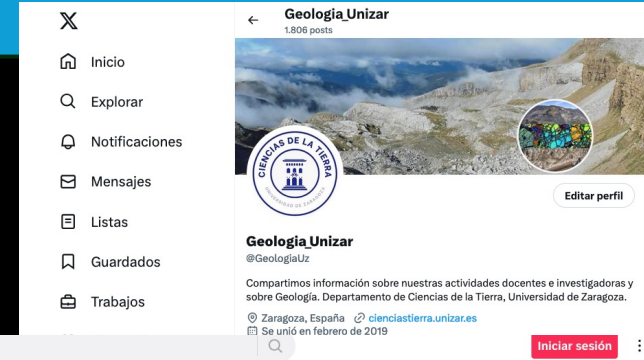 Geologia_Unizar
1.806 posts
Inicio
Explorar
Notificaciones
Mensajes
Listas
Guardados
Trabajos
CIENCIAS DE LA TIERRA
UNIVERSIDAD DE ZARAGOZA
Editar perfil
Geologia_Unizar
@GeologiaUz
Compartimos información sobre nuestras actividades docentes e investigadoras y
sobre Geología. Departamento de Ciencias de la Tierra, Universidad de Zaragoza.
Zaragoza, España cienciastierra.unizar.es
Se unió en febrero de 2019
Iniciar sesión